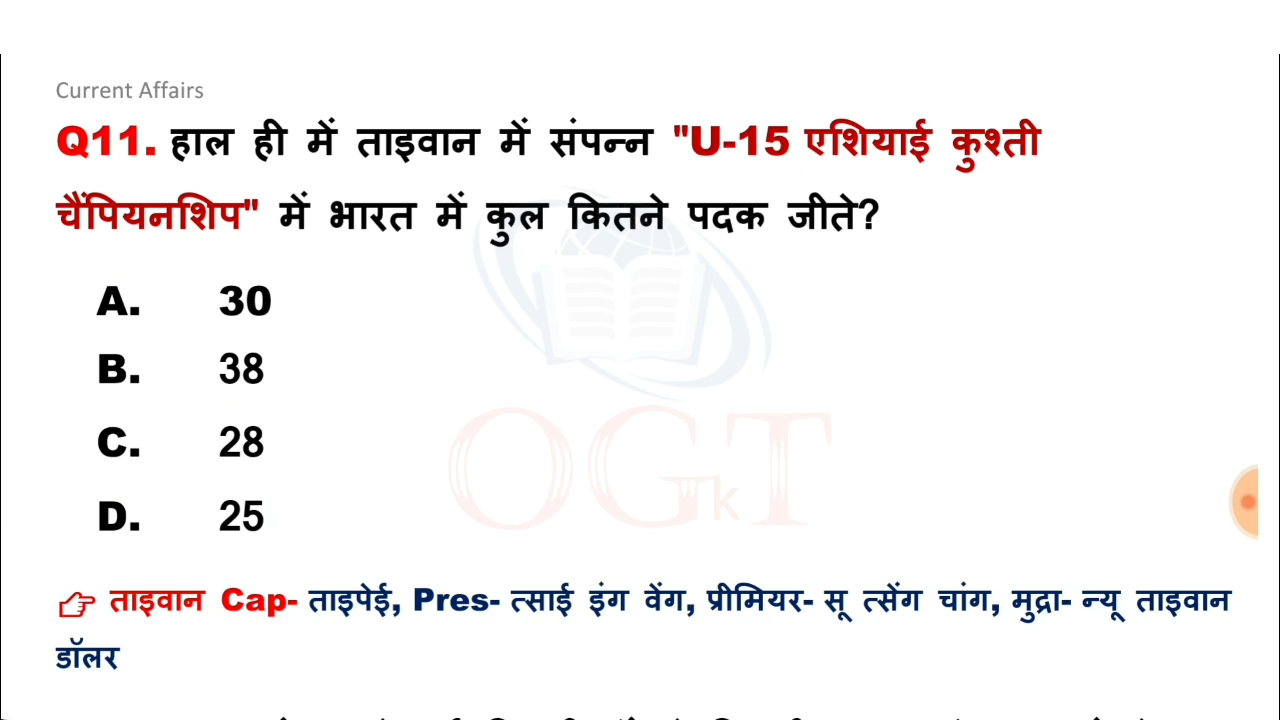 Current Affairs
Q11. हाल ही में ताइवान में संपन्न "U-15 एशियाई कुश्ती
चैंपियनशिप" में भारत में कुल कितने पदक जीते?
A. 30
B. 38
C. 28
D. 25
OGkT
👉 ताइवान Cap- ताइपेई, Pres- त्साई इंग वेंग, प्रीमियर- सू त्सेंग चांग, मुद्रा- न्यू ताइवान
डॉलर